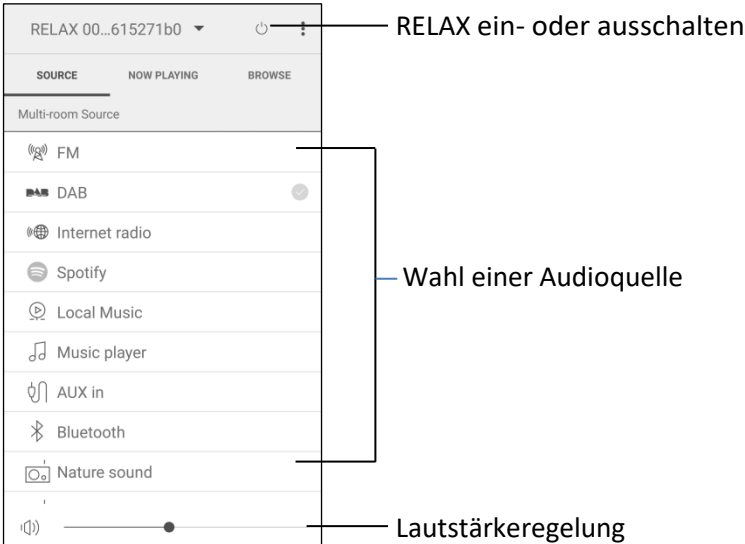 RELAX 00...615271b0
RELAX ein- oder ausschalten
SOURCE NOW PLAYING BROWSE
Multi-room Source
FM
DAB DAB
Internet radio
Spotify
Wahl einer Audioquelle
Local Music
Music player
AUX in
Bluetooth
Nature sound
Lautstärkeregelung